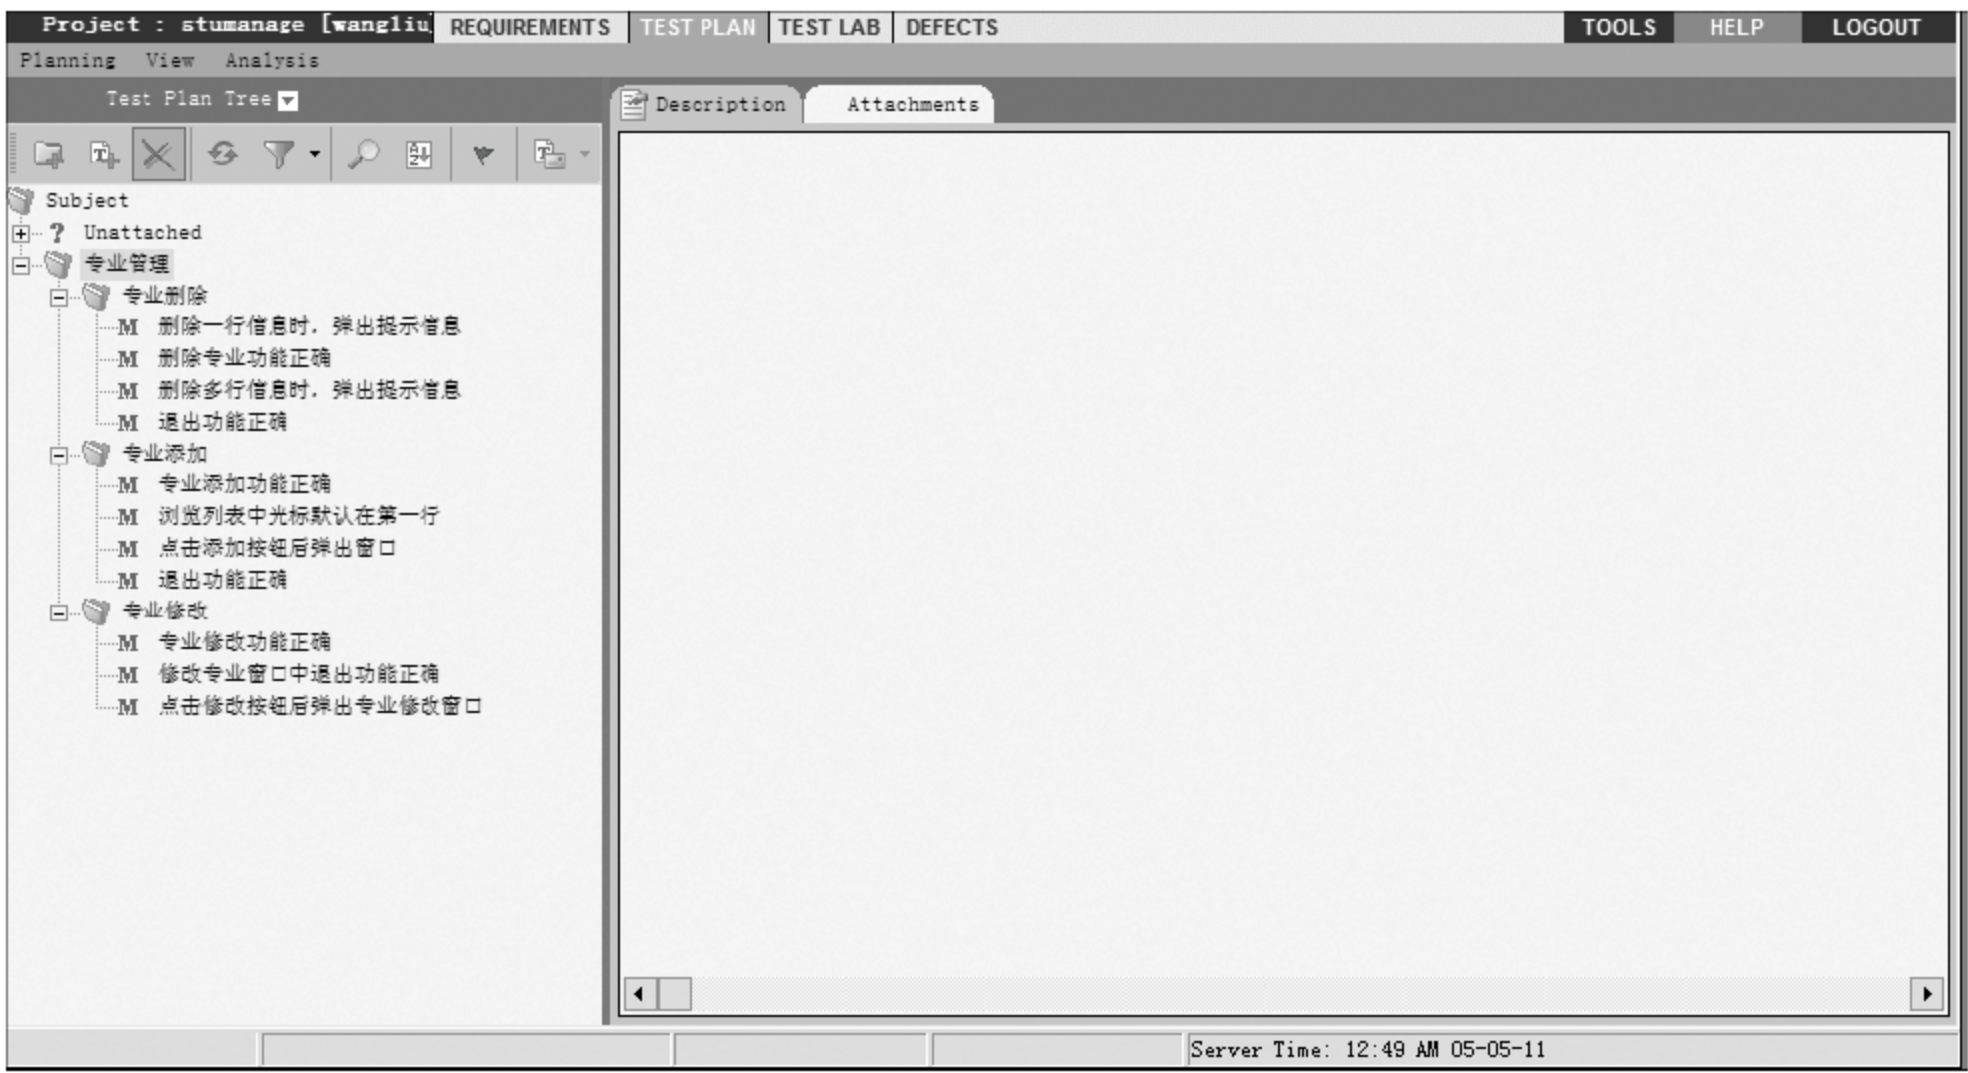 Project : stumanage [wangliu
REQUIREMENTS TEST PLAN TEST LAB DEFECTS TOOLS HELP LOGOUT
Planning View Analysis
Test Plan Tree
Description Attachments
Subject
? Unattached
专业管理
专业删除
M 删除一行信息时，弹出提示信息
M 删除专业功能正确
M 删除多行信息时，弹出提示信息
M 退出功能正确
专业添加
M 专业添加功能正确
M 浏览列表中光标默认在第一行
M 点击添加按钮后弹出窗口
M 退出功能正确
专业修改
M 专业修改功能正确
M 修改专业窗口中退出功能正确
M 点击修改按钮后弹出专业修改窗口
Server Time: 12:49 AM 05-05-11